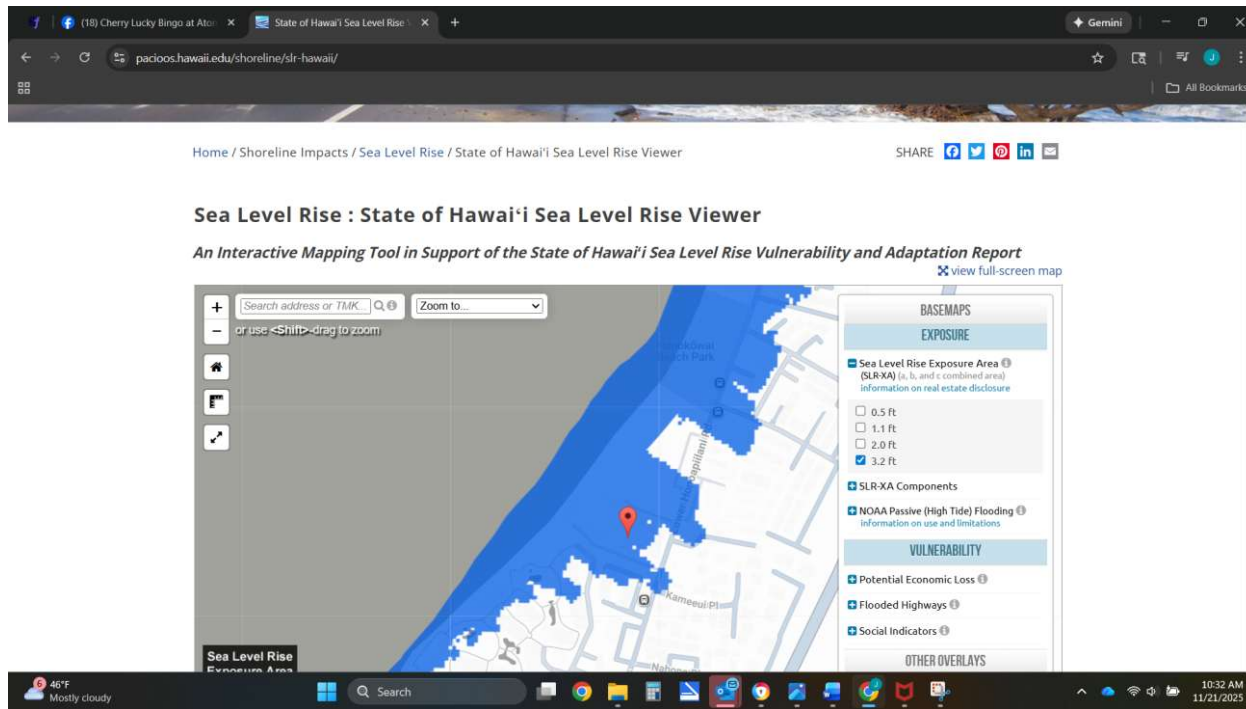 (18) Cherry Lucky Bingo at Aton
State of Hawai'i Sea Level Rise V
Gemini
pacioos.hawaii.edu/shoreline/slr-hawaii/
All Bookmarks
Home / Shoreline Impacts / Sea Level Rise / State of Hawai'i Sea Level Rise Viewer
SHARE
Sea Level Rise : State of Hawaiʻi Sea Level Rise Viewer
An Interactive Mapping Tool in Support of the State of Hawaiʻi Sea Level Rise Vulnerability and Adaptation Report
view full-screen map
Search address or TMK...
Zoom to...
or use <Shift>-drag to zoom
Beach Park
Kameeui Pl
BASEMAPS
EXPOSURE
Sea Level Rise Exposure Area
(SLR-XA) (a, b, and c combined area)
information on real estate disclosure
0.5 ft
1.1 ft
2.0 ft
3.2 ft
SLR-XA Components
NOAA Passive (High Tide) Flooding
information on use and limitations
VULNERABILITY
Potential Economic Loss
Flooded Highways
Social Indicators
OTHER OVERLAYS
Sea Level Rise
Exposure Area
6
46°F
Mostly cloudy
Search
10:32 AM
11/21/2025